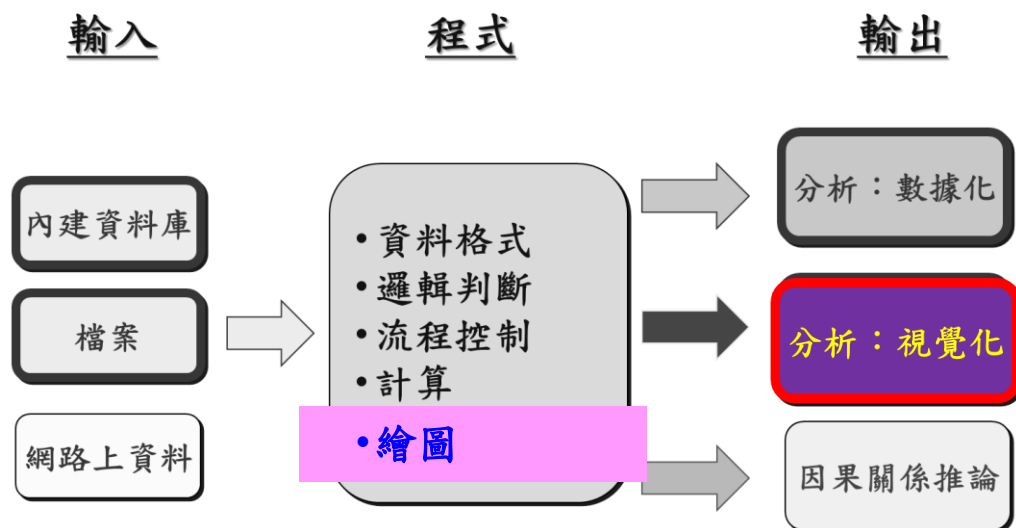 輸入
程式
輸出
內建資料庫
檔案
網路上資料
•資料格式
•邏輯判斷
•流程控制
•計算
•繪圖
分析：數據化
分析：視覺化
因果關係推論